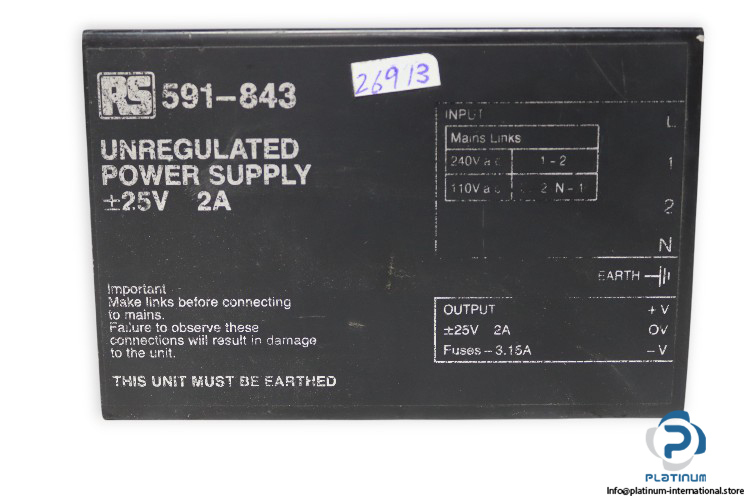 26913
RS 591-843
UNREGULATED
POWER SUPPLY
±25V 2A
Important
Make links before connecting
to mains.
Failure to observe these
connections will result in damage
to the unit.
THIS UNIT MUST BE EARTHED
INPUT
Mains Links
240V a c 1-2
110V a c 2 N-1
L
1
2
N
EARTH
OUTPUT +V
±25V 2A 0V
Fuses-3.15A -V
PLATINUM
Info@platinum-international.store